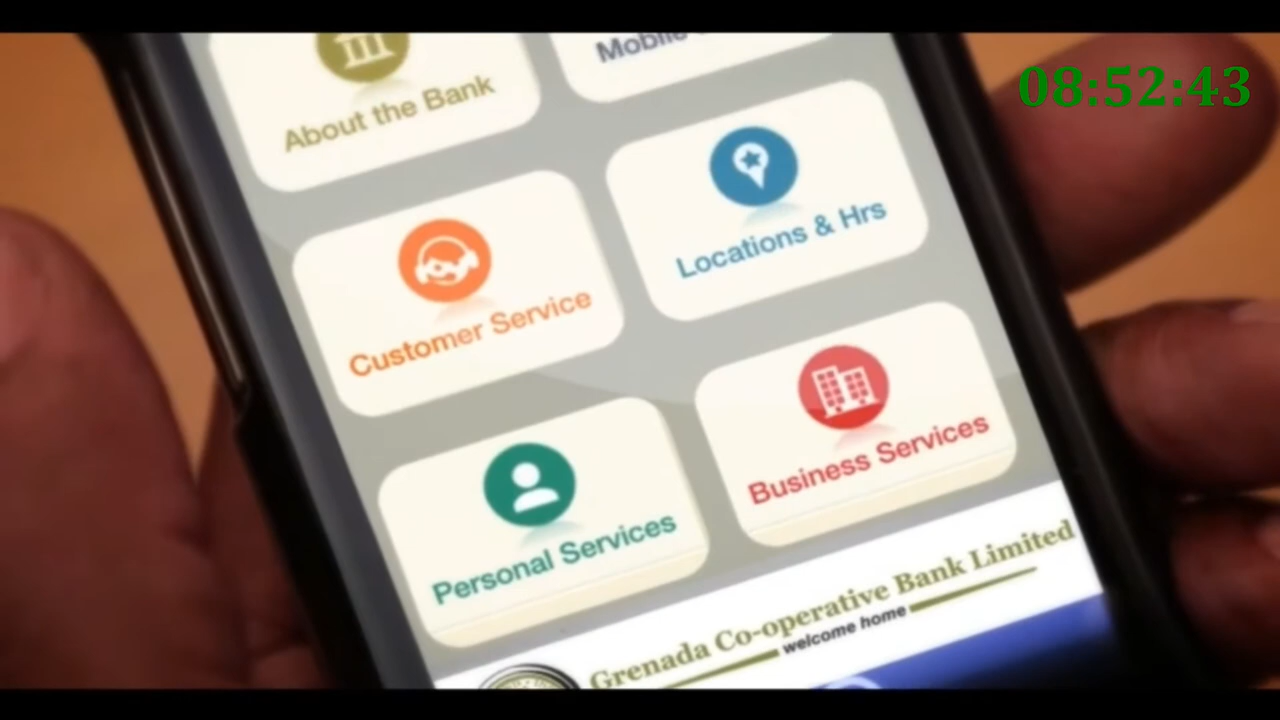 08:52:43
Mobile
About the Bank
Locations & Hrs
Customer Service
Business Services
Personal Services
Grenada Co-operative Bank Limited
welcome home